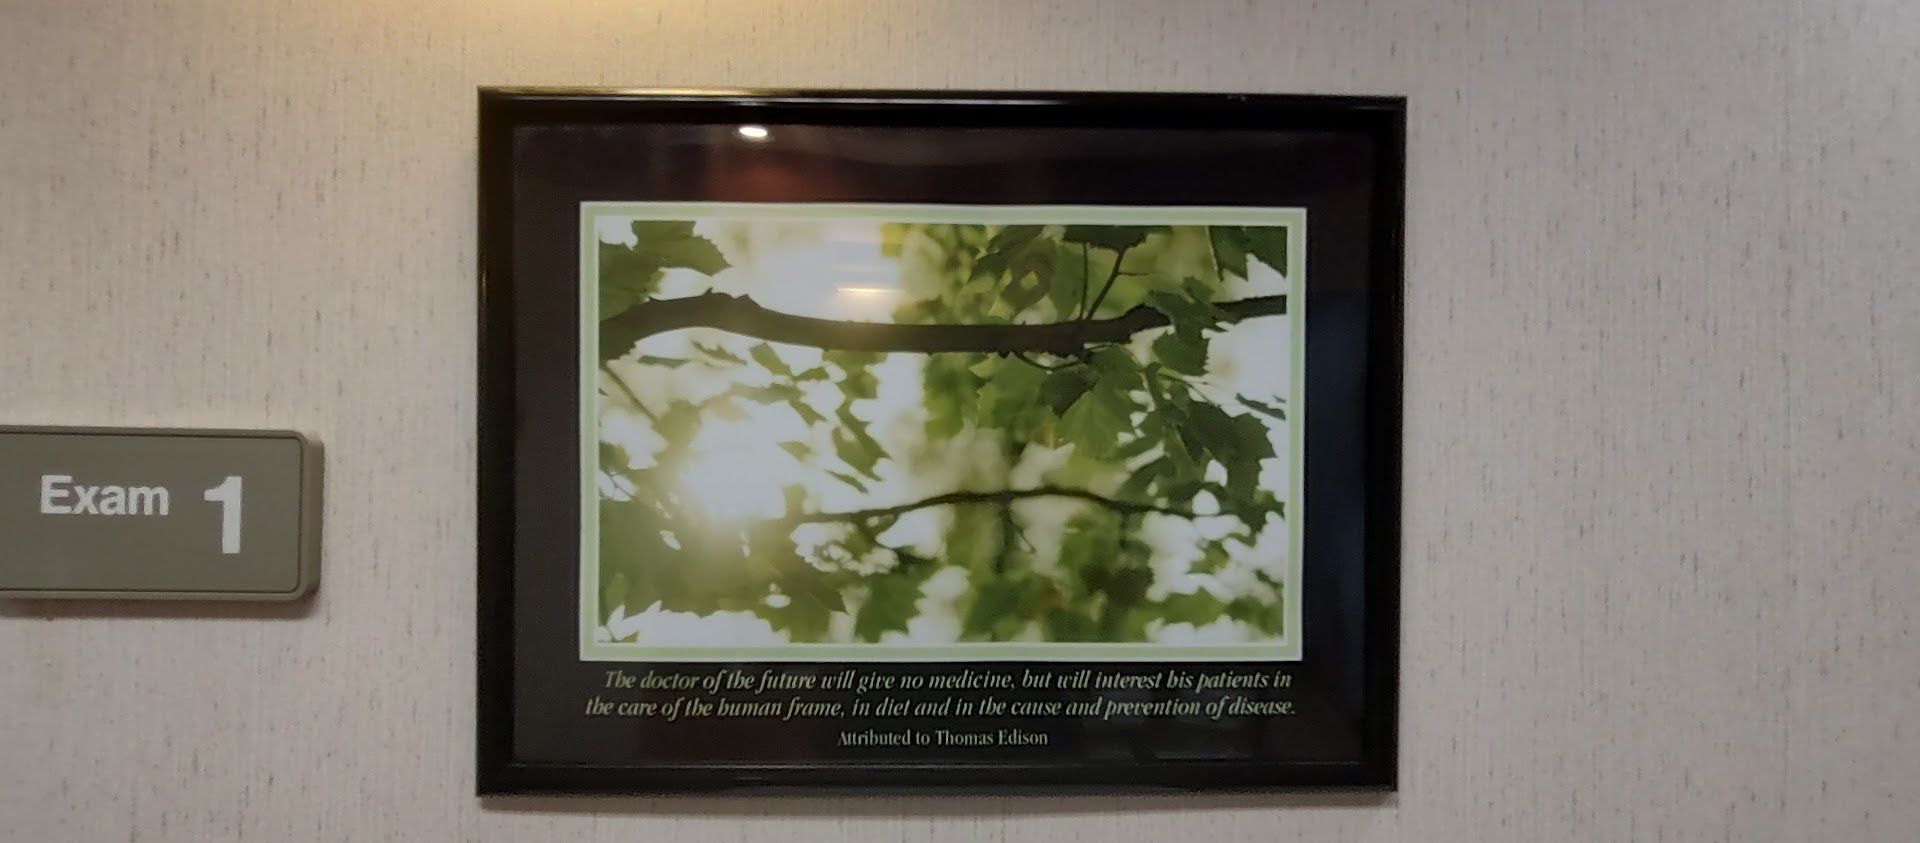 Exam 1
The doctor of the future will give no medicine, but will interest his patients in
the care of the human frame, in diet and in the cause and prevention of disease.
Attributed to Thomas Edison